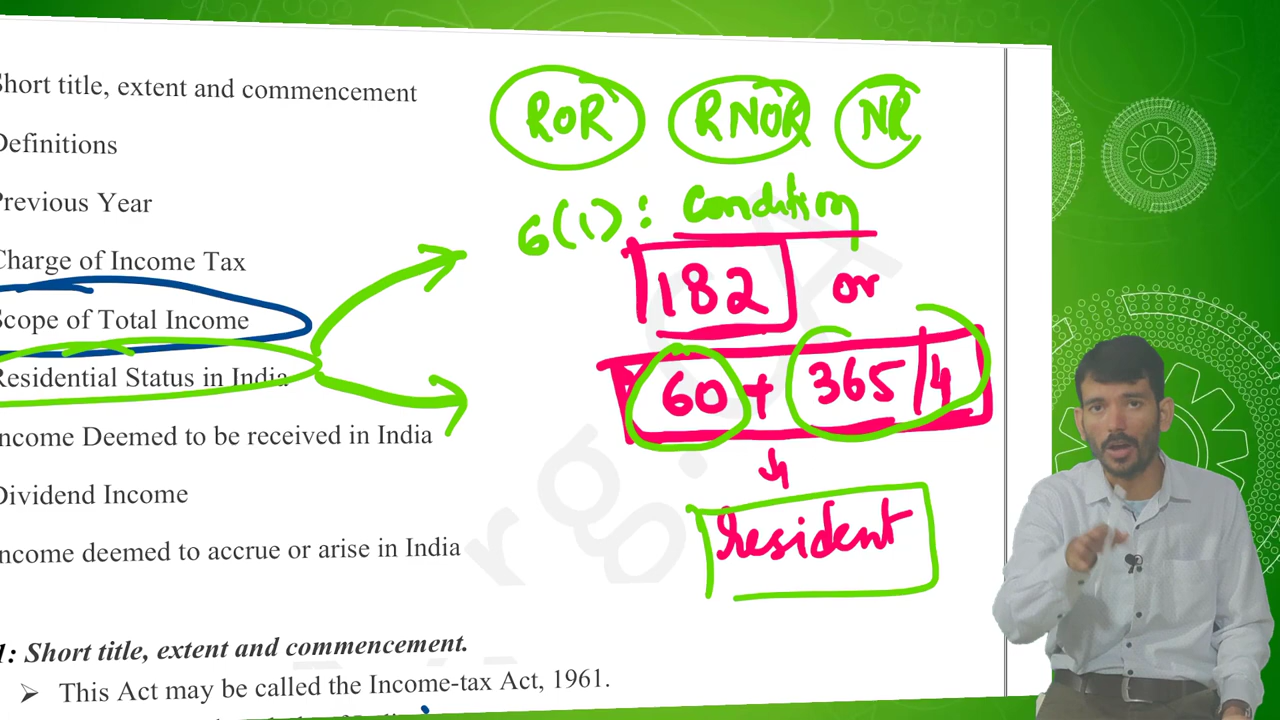 Short title, extent and commencement
Definitions
Previous Year
Charge of Income Tax
Scope of Total Income
Residential Status in India
Income Deemed to be received in India
Dividend Income
Income deemed to accrue or arise in India
1: Short title, extent and commencement.
➢ This Act may be called the Income-tax Act, 1961.
ROR RNOR NR
6(1): Condition
182 or
60 + 365/4
Resident